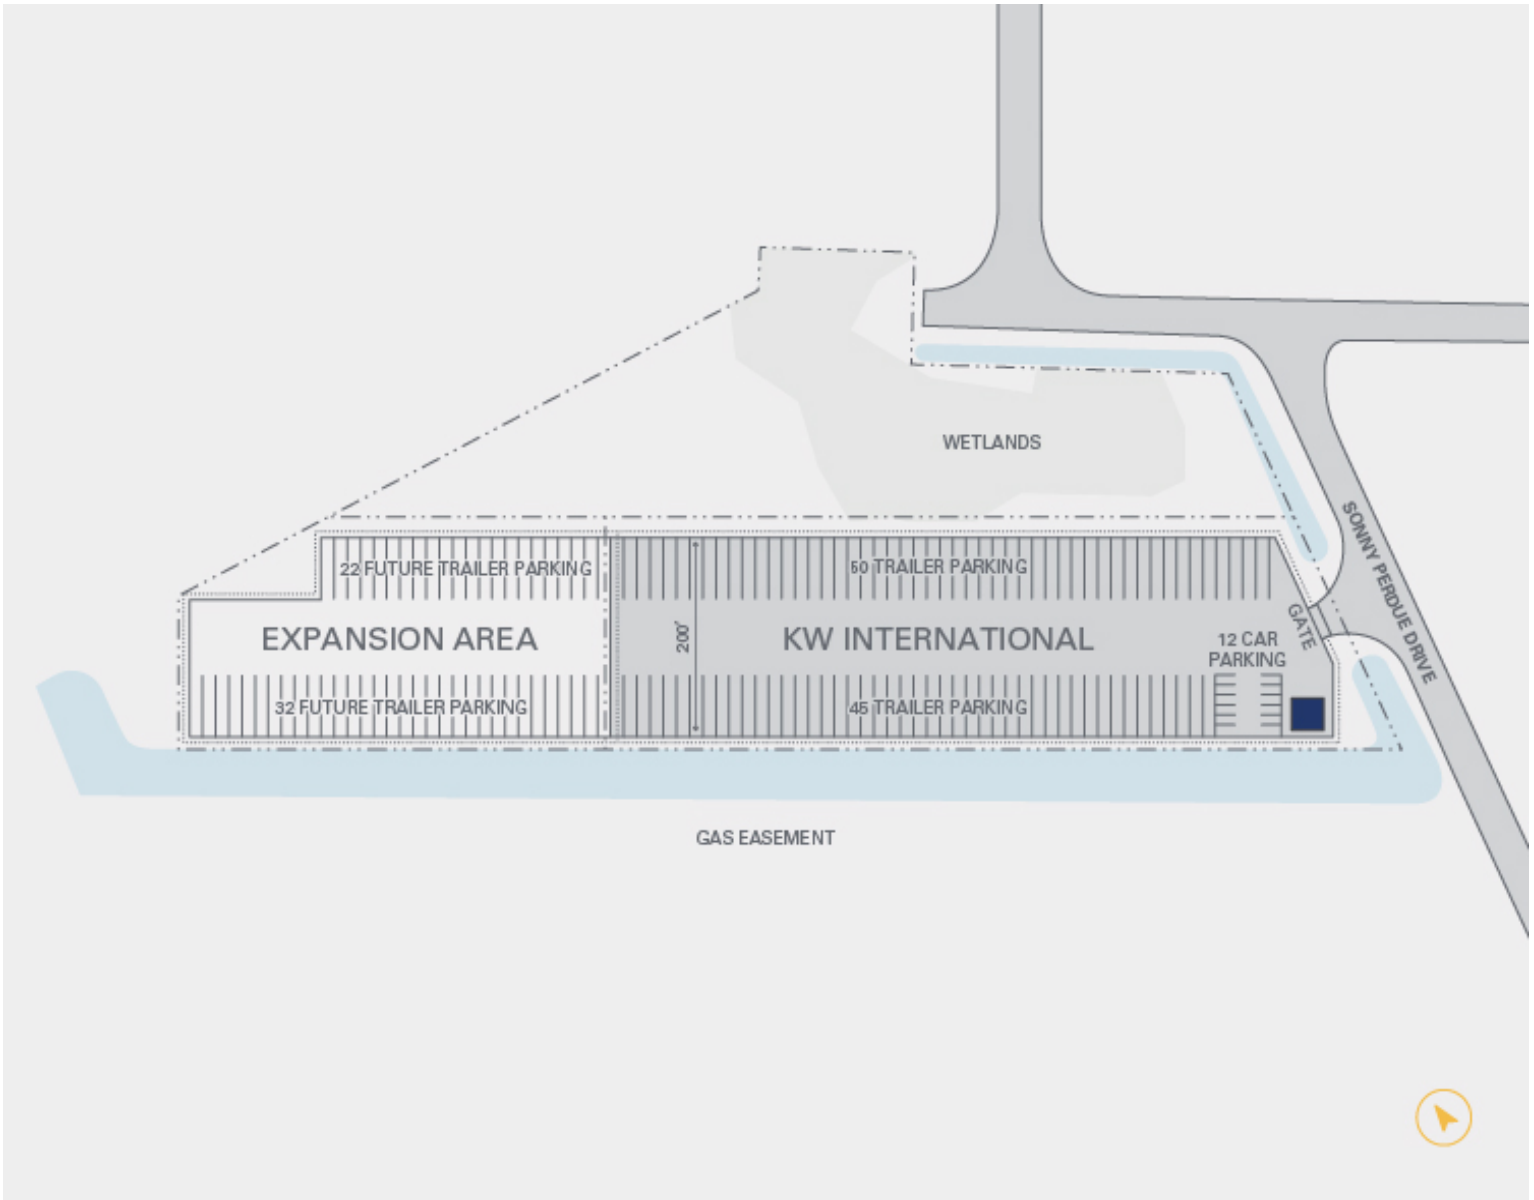 WETLANDS
SONNY PERDUE DRIVE
22 FUTURE TRAILER PARKING
50 TRAILER PARKING
EXPANSION AREA
200'
KW INTERNATIONAL
GATE
12 CAR
PARKING
32 FUTURE TRAILER PARKING
45 TRAILER PARKING
GAS EASEMENT